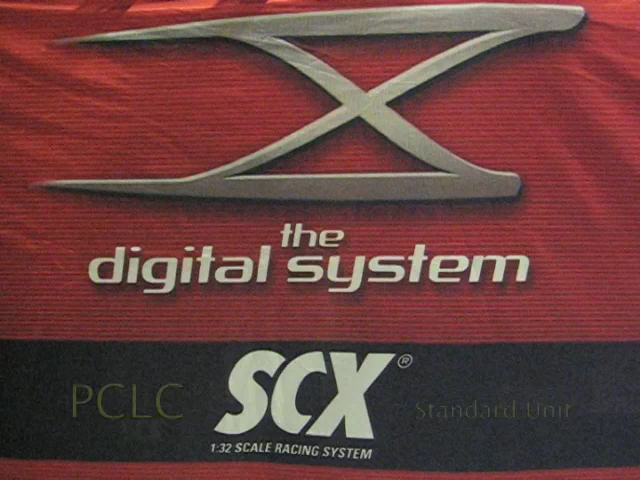 the
digital system
SCX®
PCLC
Standard Unit
1:32 SCALE RACING SYSTEM